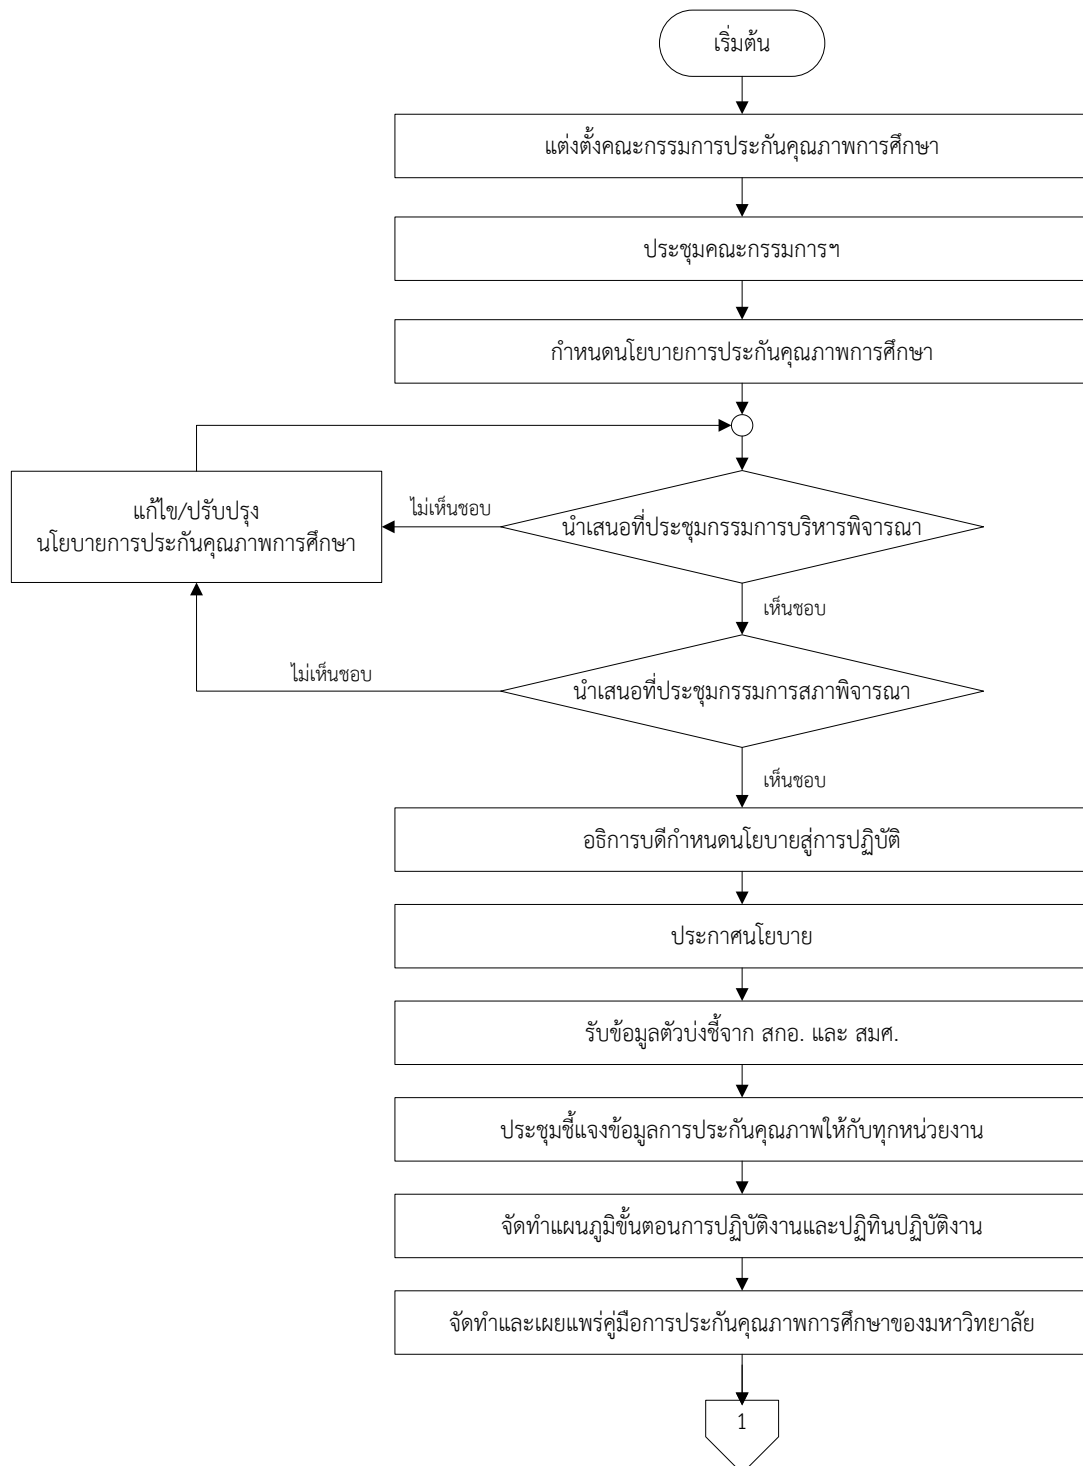 เริ่มต้น
แต่งตั้งคณะกรรมการประกันคุณภาพการศึกษา
ประชุมคณะกรรมการฯ
กำหนดนโยบายการประกันคุณภาพการศึกษา
แก้ไข/ปรับปรุง
นโยบายการประกันคุณภาพการศึกษา
ไม่เห็นชอบ
นำเสนอที่ประชุมกรรมการบริหารพิจารณา
เห็นชอบ
ไม่เห็นชอบ
นำเสนอที่ประชุมกรรมการสภาพิจารณา
เห็นชอบ
อธิการบดีกำหนดนโยบายสู่การปฏิบัติ
ประกาศนโยบาย
รับข้อมูลตัวบ่งชี้จาก สกอ. และ สมศ.
ประชุมชี้แจงข้อมูลการประกันคุณภาพให้กับทุกหน่วยงาน
จัดทำแผนภูมิขั้นตอนการปฏิบัติงานและปฏิทินปฏิบัติงาน
จัดทำและเผยแพร่คู่มือการประกันคุณภาพการศึกษาของมหาวิทยาลัย
1